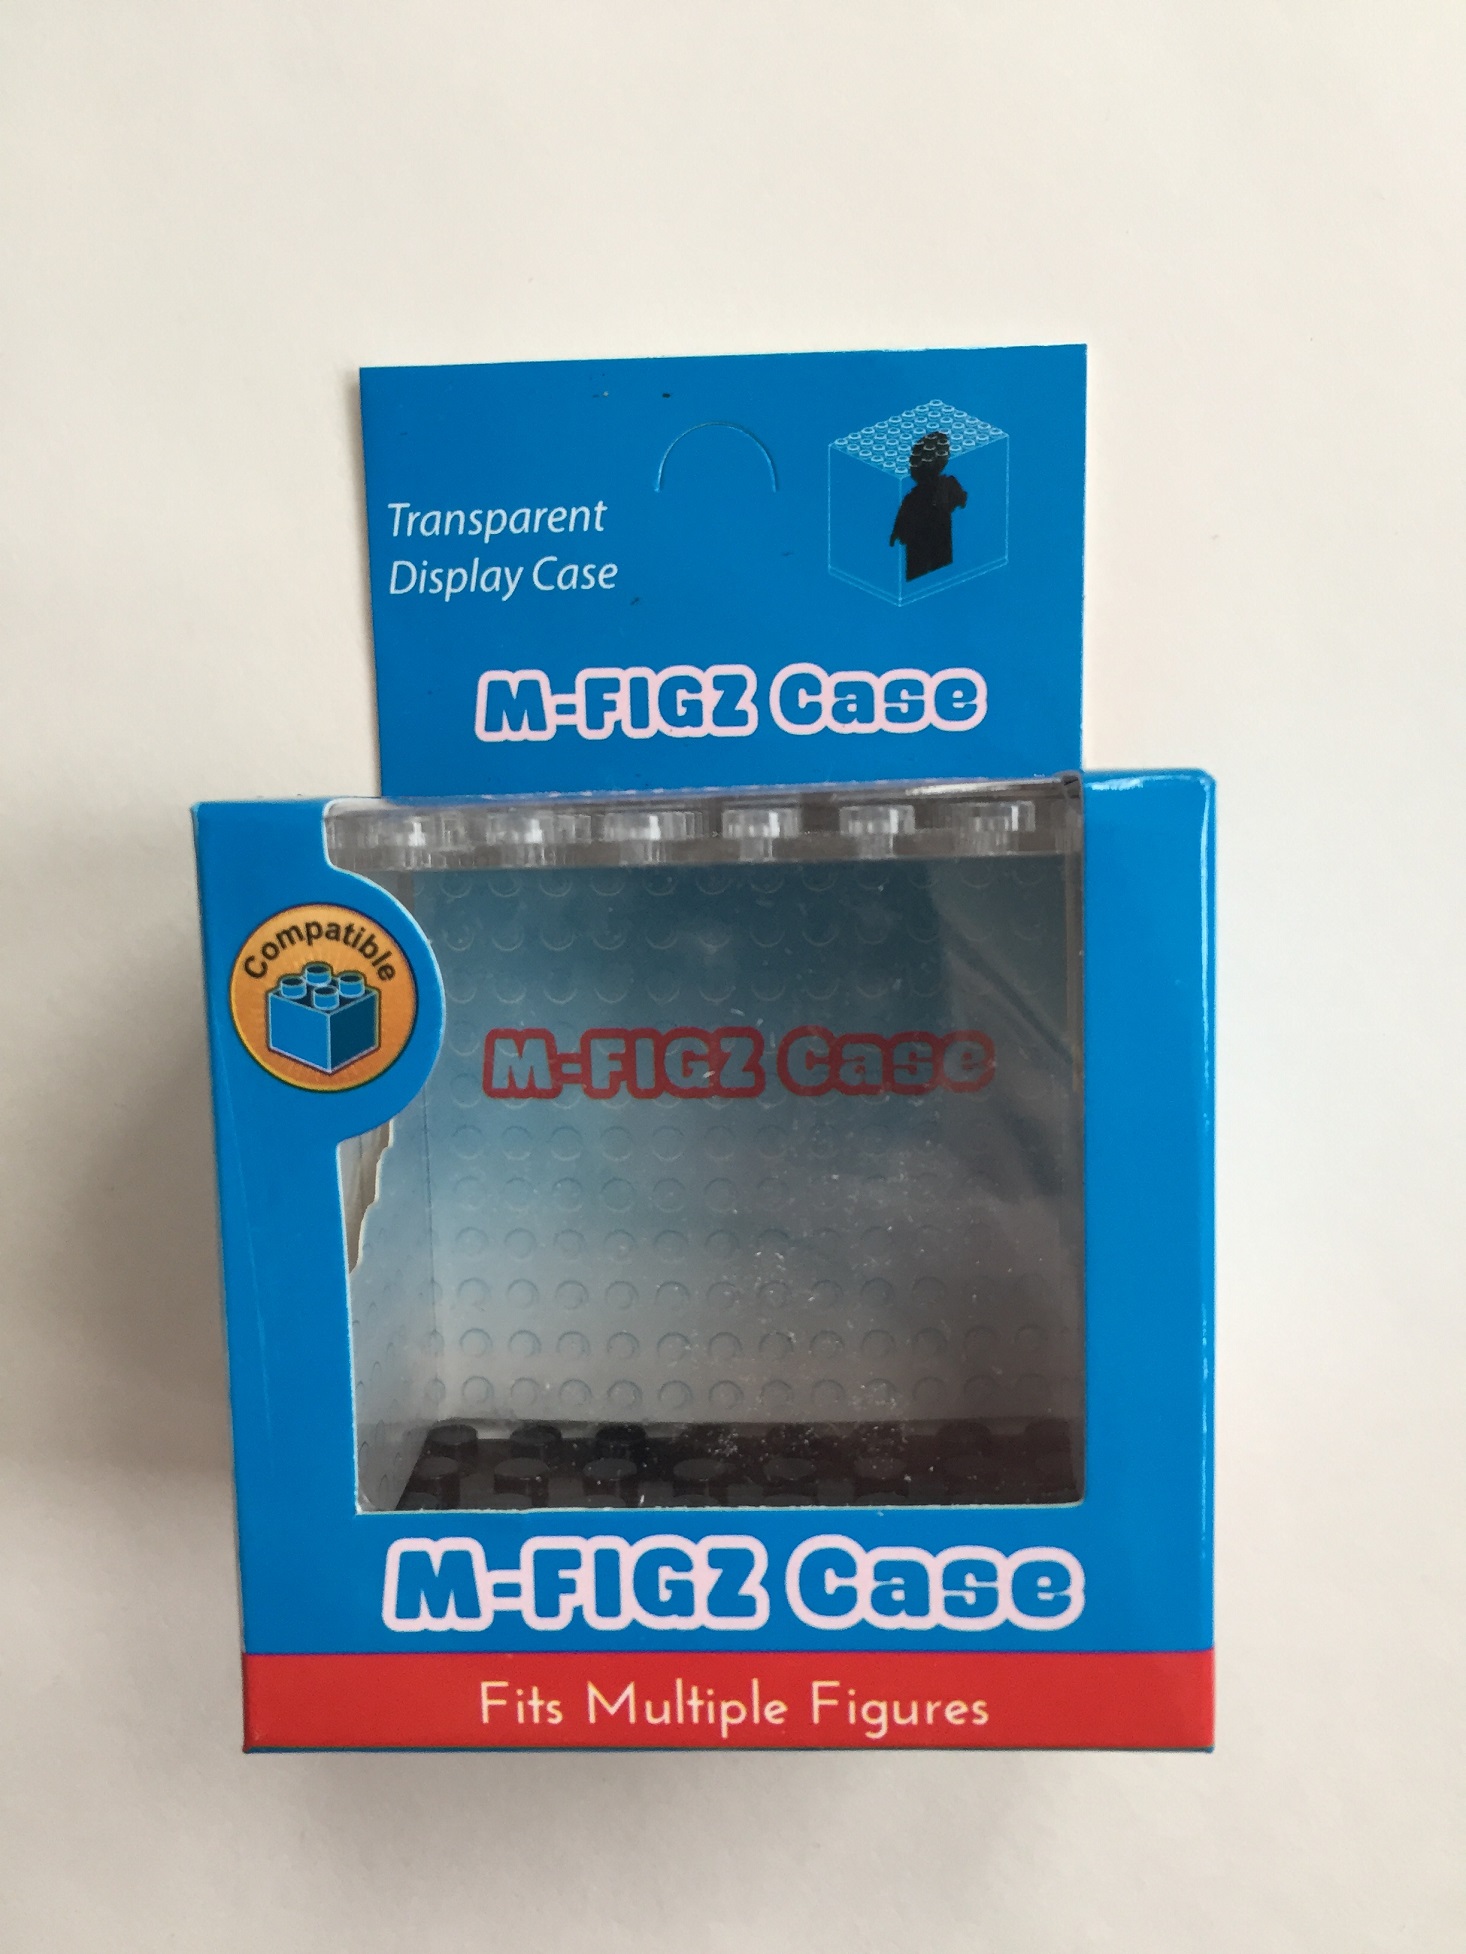 Transparent
Display Case
M-FIGZ Case
Compatible
M-FIGZ Case
M-FIGZ Case
Fits Multiple Figures